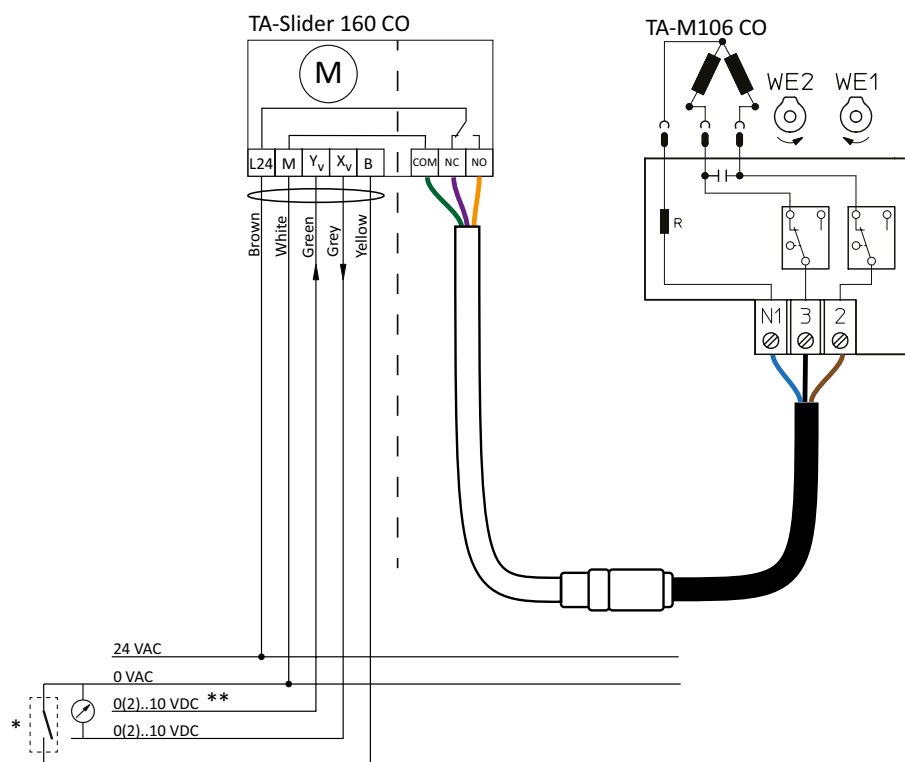 TA-Slider 160 CO
TA-M106 CO
M
WE2 WE1
L24 M Yv Xv B COM NC NO
R
Brown White Green Grey Yellow
N1 3 2
24 VAC
0 VAC
0(2)..10 VDC **
* 0(2)..10 VDC